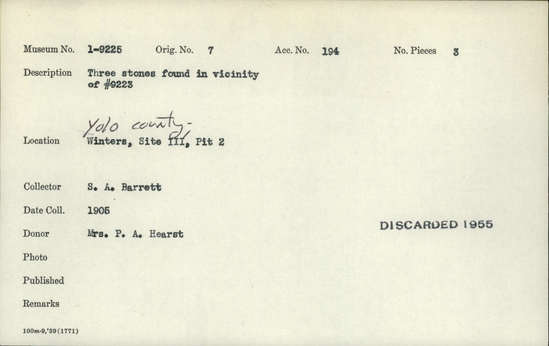 Museum No. 1-9225 Orig. No. 7 Acc. No. 194 No. Pieces 3
Description Three stones found in vicinity
of #9223
Yolo county-
Location Winters, Site III, Pit 2
Collector S. A. Barrett
Date Coll. 1905
Donor Mrs. P. A. Hearst
DISCARDED 1955
Photo
Published
Remarks
100m-9,'39(1771)